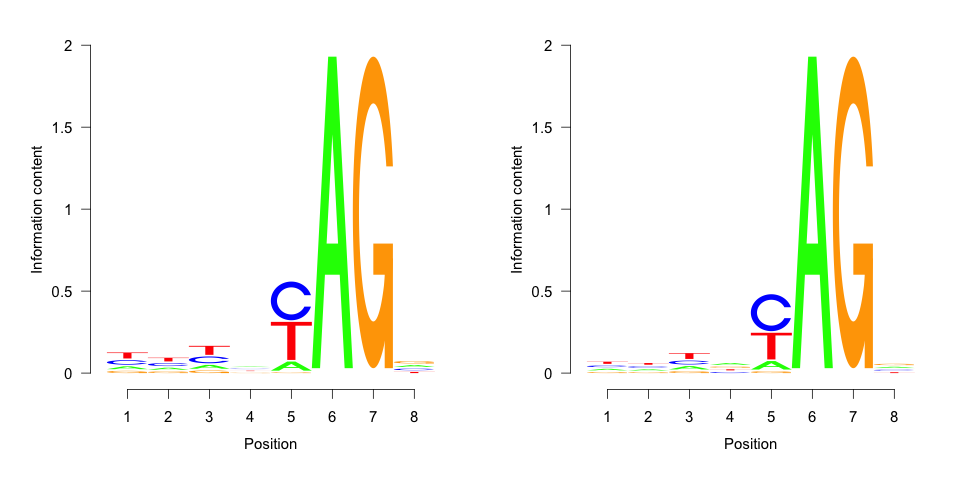 2
1.5
1
0.5
0
Information content
T T T C A G
C C C T
A A A A
1 2 3 4 5 6 7 8
Position
2
1.5
1
0.5
0
Information content
T T T C A G
C C C T
A A A A
1 2 3 4 5 6 7 8
Position